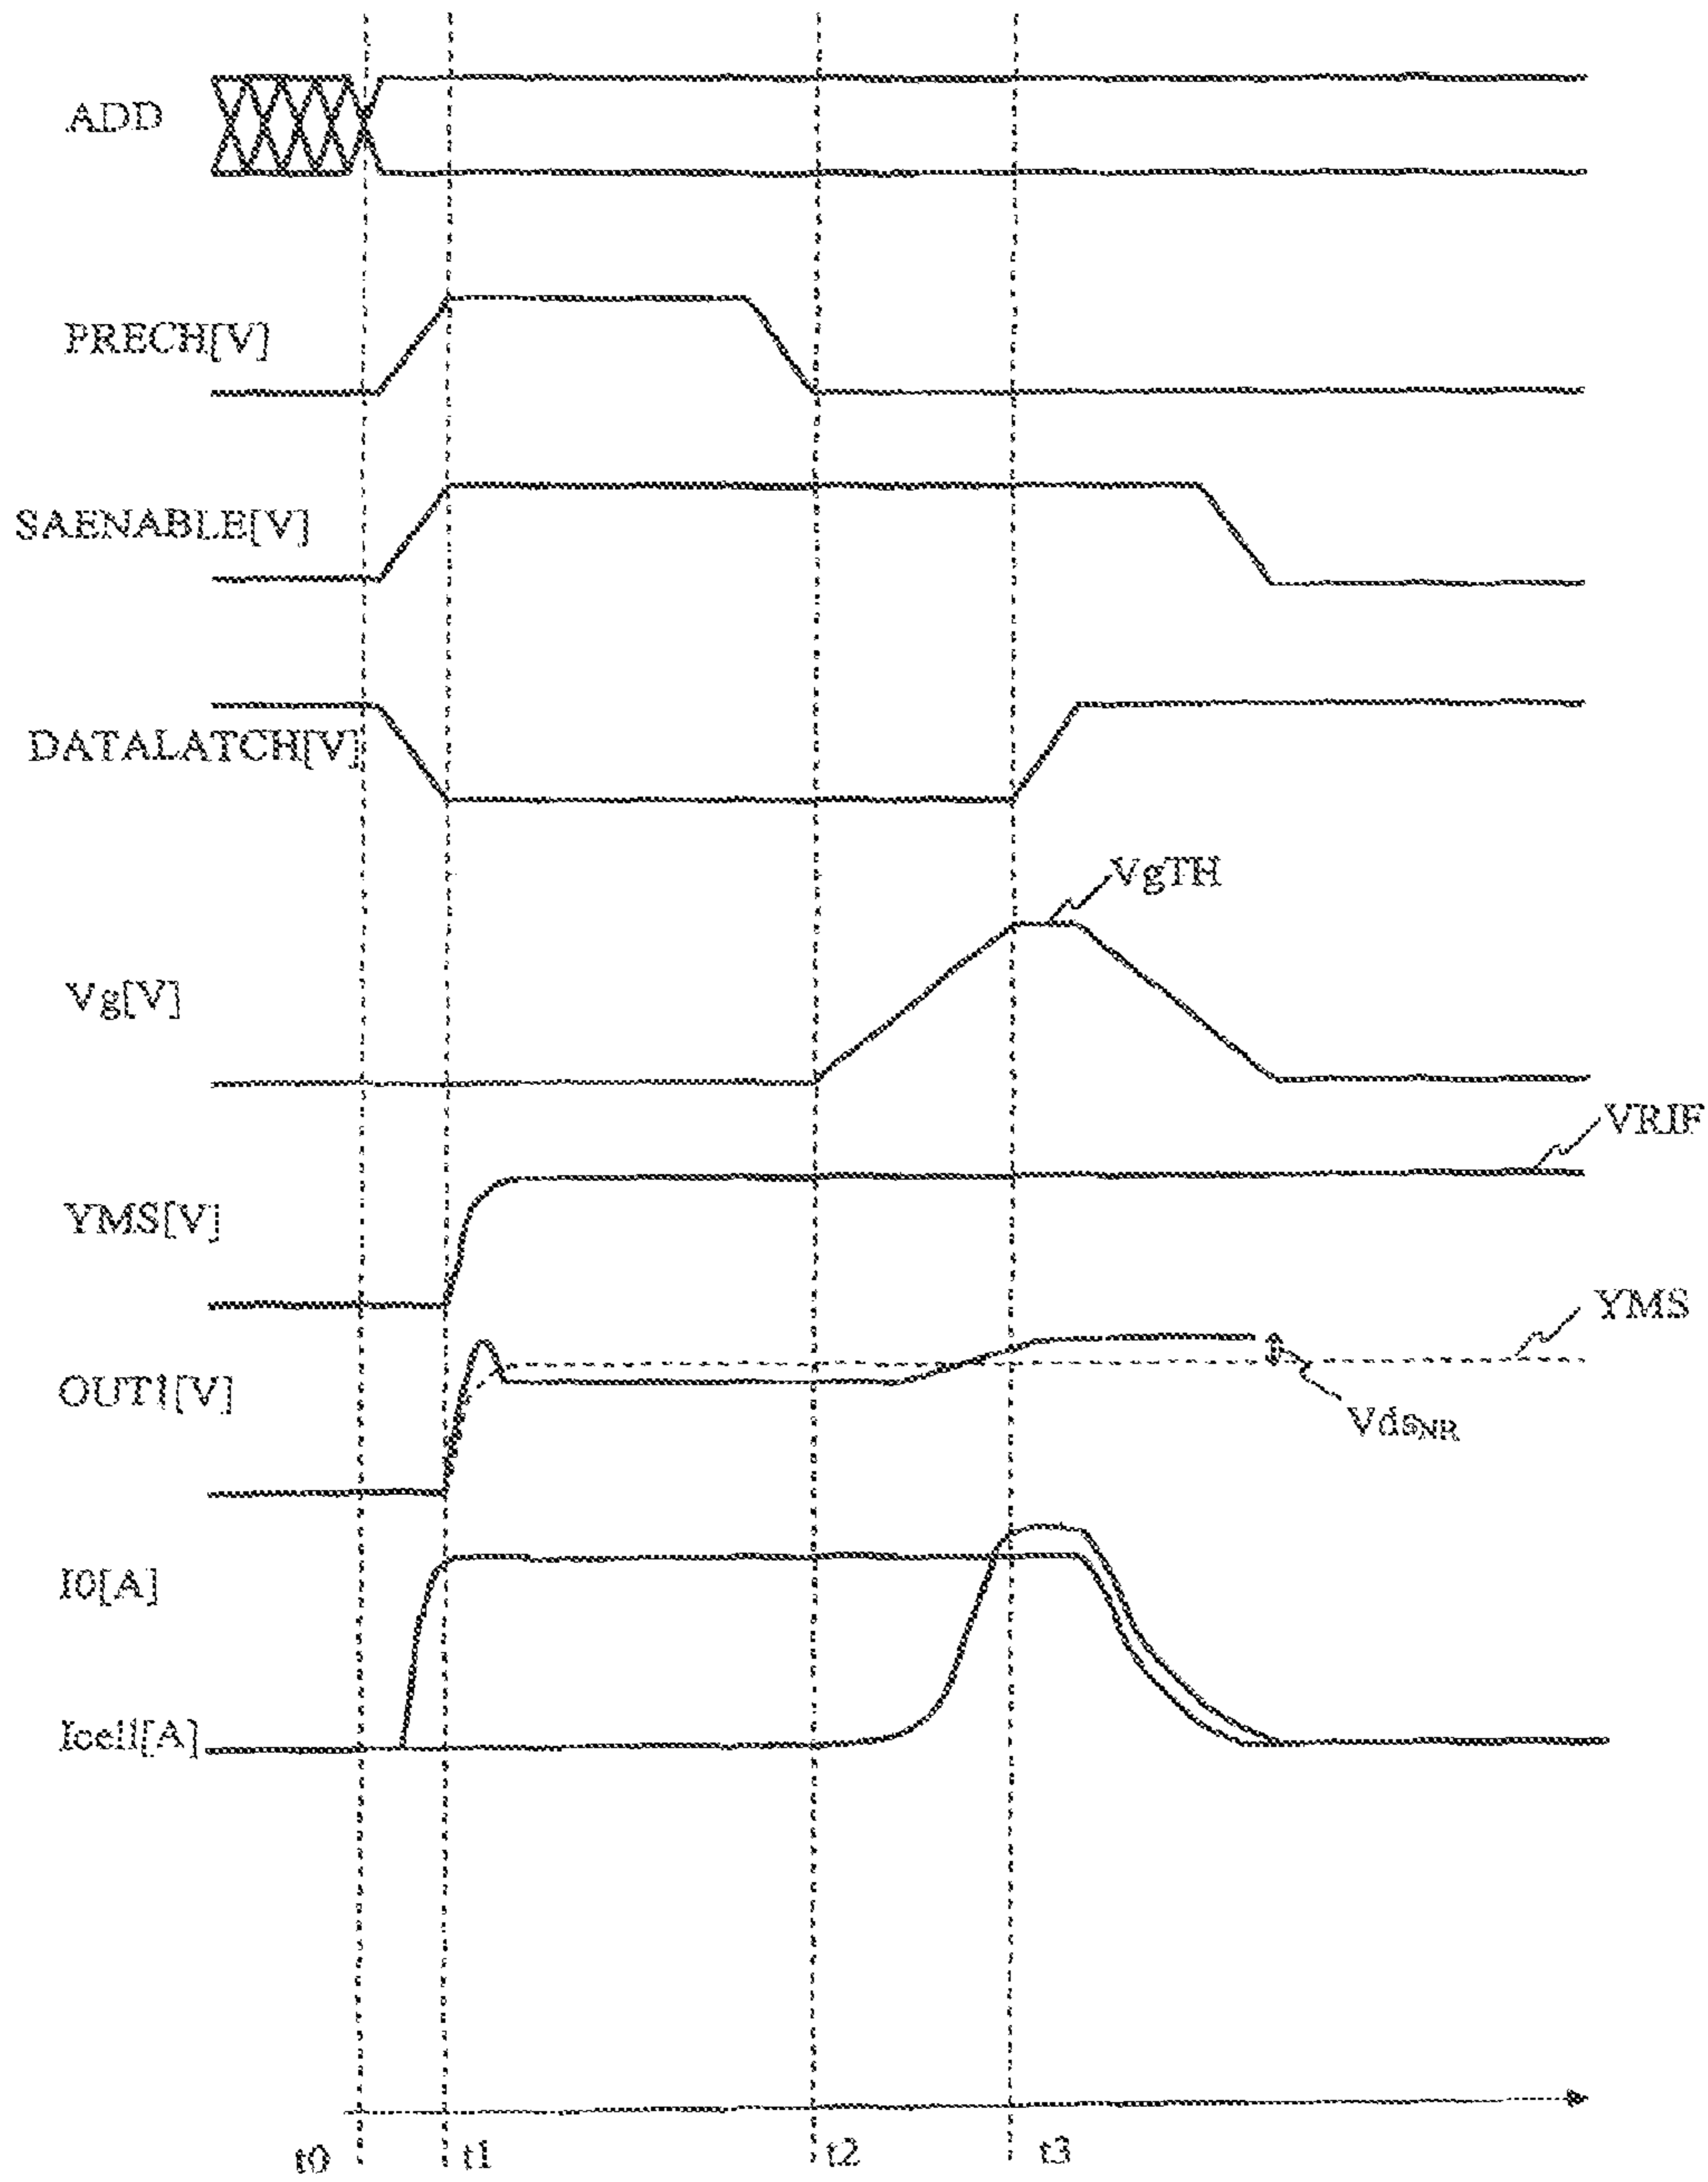 ADD
PRECH[V]
SAENABLE[V]
DATALATCH[V]
VgTH
Vg[V]
VRIF
YMS[V]
YMS
OUT1[V]
VdsNR
I0[A]
Icell[A]
t0 t1 t2 t3